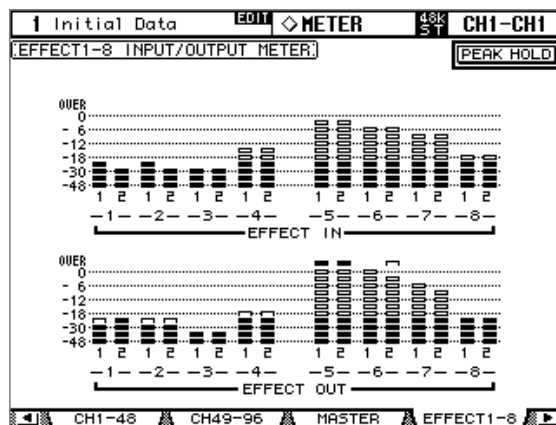 1 Initial Data EDIT ◇METER 48K ST CH1-CH1
EFFECT1-8 INPUT/OUTPUT METER
PEAK HOLD
OVER
0
- 6
-12
-18
-30
-48
1 2 1 2 1 2 1 2 1 2 1 2 1 2 1 2
-1- -2- -3- -4- -5- -6- -7- -8-
EFFECT IN
OVER
0
- 6
-12
-18
-30
-48
1 2 1 2 1 2 1 2 1 2 1 2 1 2 1 2
-1- -2- -3- -4- -5- -6- -7- -8-
EFFECT OUT
CH1-48 CH49-96 MASTER EFFECT1-8